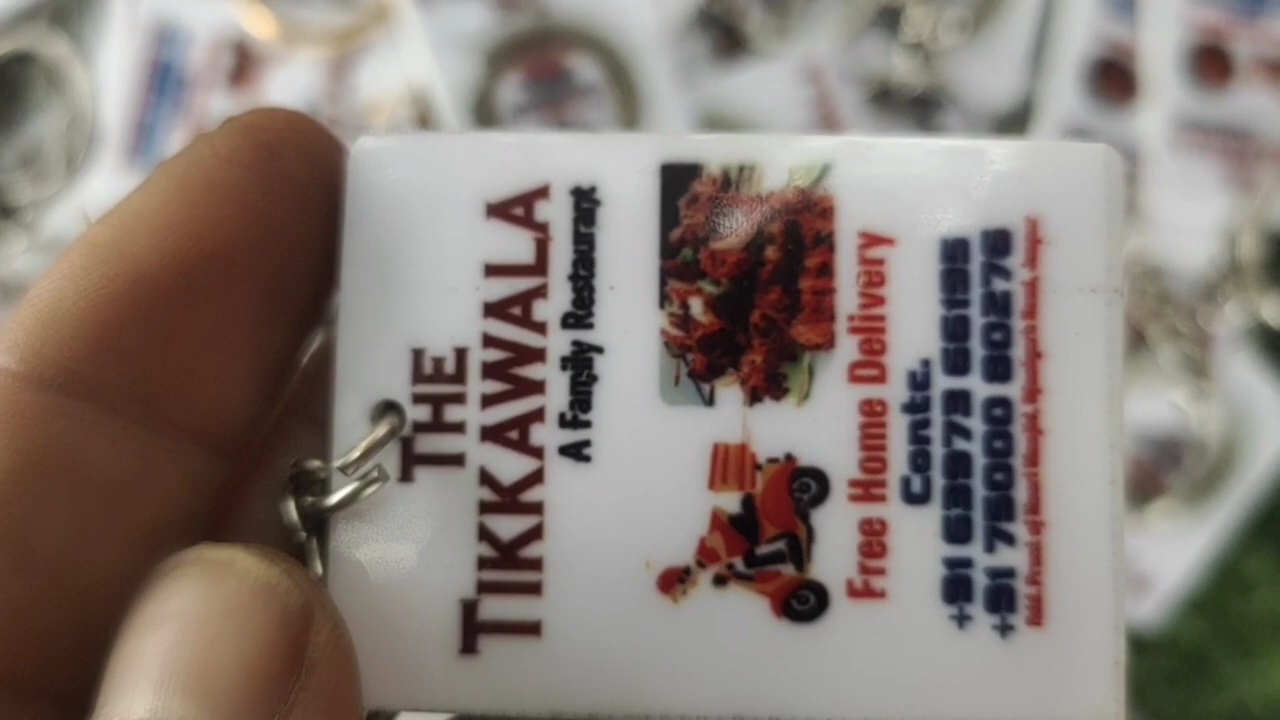 THE
TIKKAWALA
A Family Restaurant
Free Home Delivery
Contc.
+91 63973 66195
+91 75000 80276